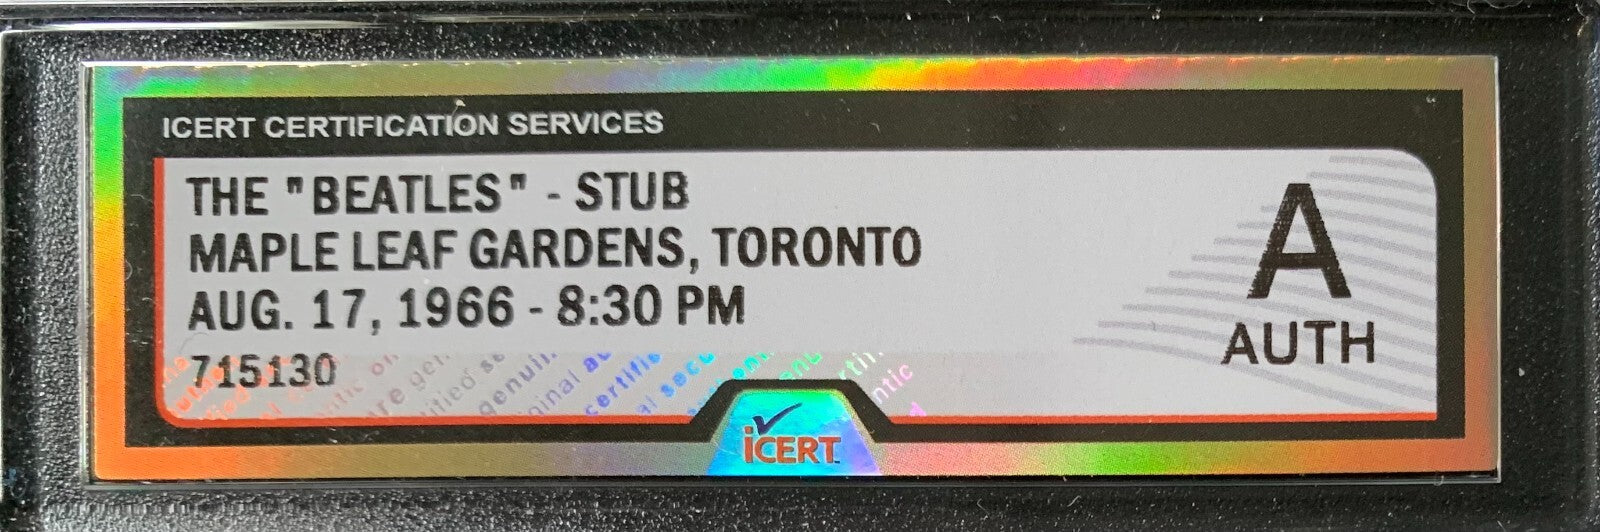 ICERT CERTIFICATION SERVICES
THE "BEATLES" - STUB
MAPLE LEAF GARDENS, TORONTO
AUG. 17, 1966 - 8:30 PM
715130
A
AUTH
iCERT